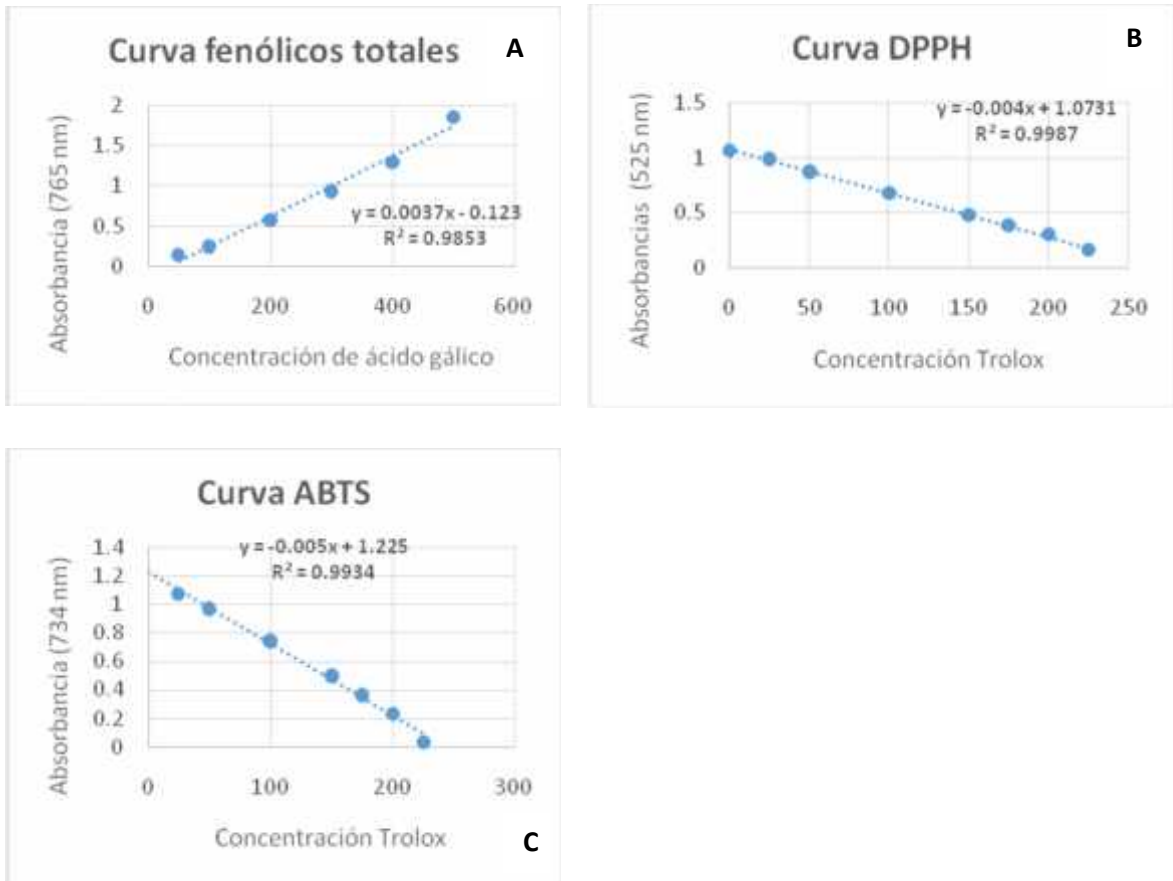 Curva fenólicos totales
A
Absorbancia (765 nm)
2
1.5
1
0.5
0
y = 0.0037x - 0.123
R² = 0.9853
0 200 400 600
Concentración de ácido gálico
Curva DPPH
B
Absorbancias (525 nm)
1.5
1
0.5
0
y = -0.004x + 1.0731
R² = 0.9987
0 50 100 150 200 250
Concentración Trolox
Curva ABTS
Absorbancia (734 nm)
1.4
1.2
1
0.8
0.6
0.4
0.2
0
y = -0.005x + 1.225
R² = 0.9934
0 100 200 300
Concentración Trolox
C